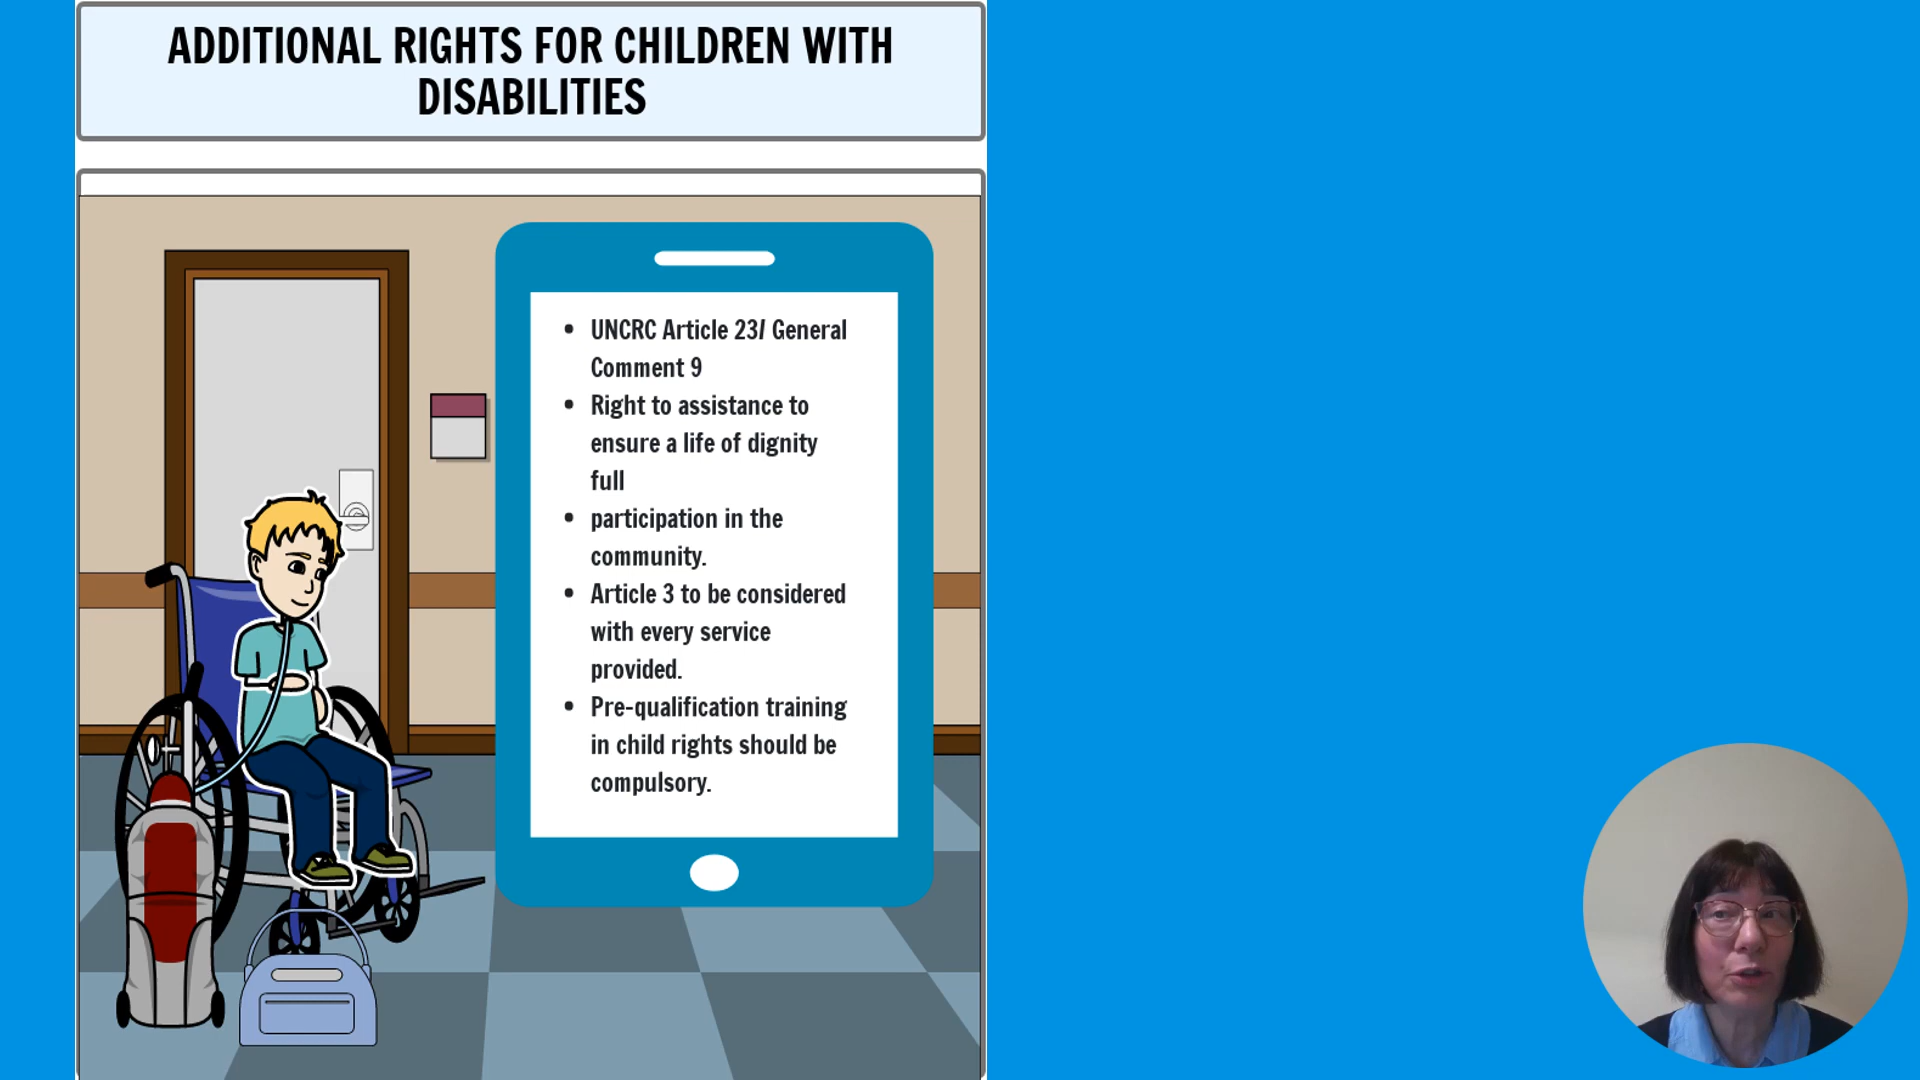 ADDITIONAL RIGHTS FOR CHILDREN WITH
DISABILITIES
• UNCRC Article 23/ General
Comment 9
• Right to assistance to
ensure a life of dignity
full
• participation in the
community.
• Article 3 to be considered
with every service
provided.
• Pre-qualification training
in child rights should be
compulsory.